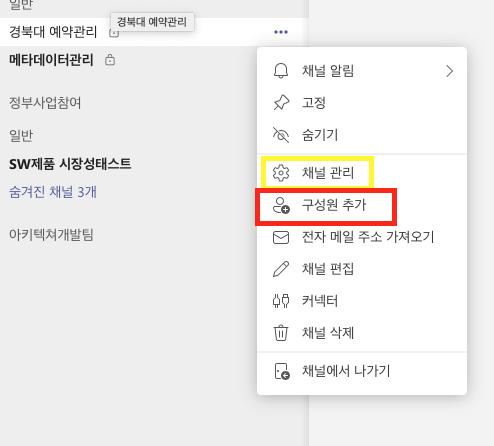 일반
경북대 예약관리
경북대 예약관리
메타데이터관리
정부사업참여
일반
SW제품 시장성태스트
숨겨진 채널 3개
아키텍쳐개발팀
채널 알림
고정
숨기기
채널 관리
구성원 추가
전자 메일 주소 가져오기
채널 편집
커넥터
채널 삭제
채널에서 나가기